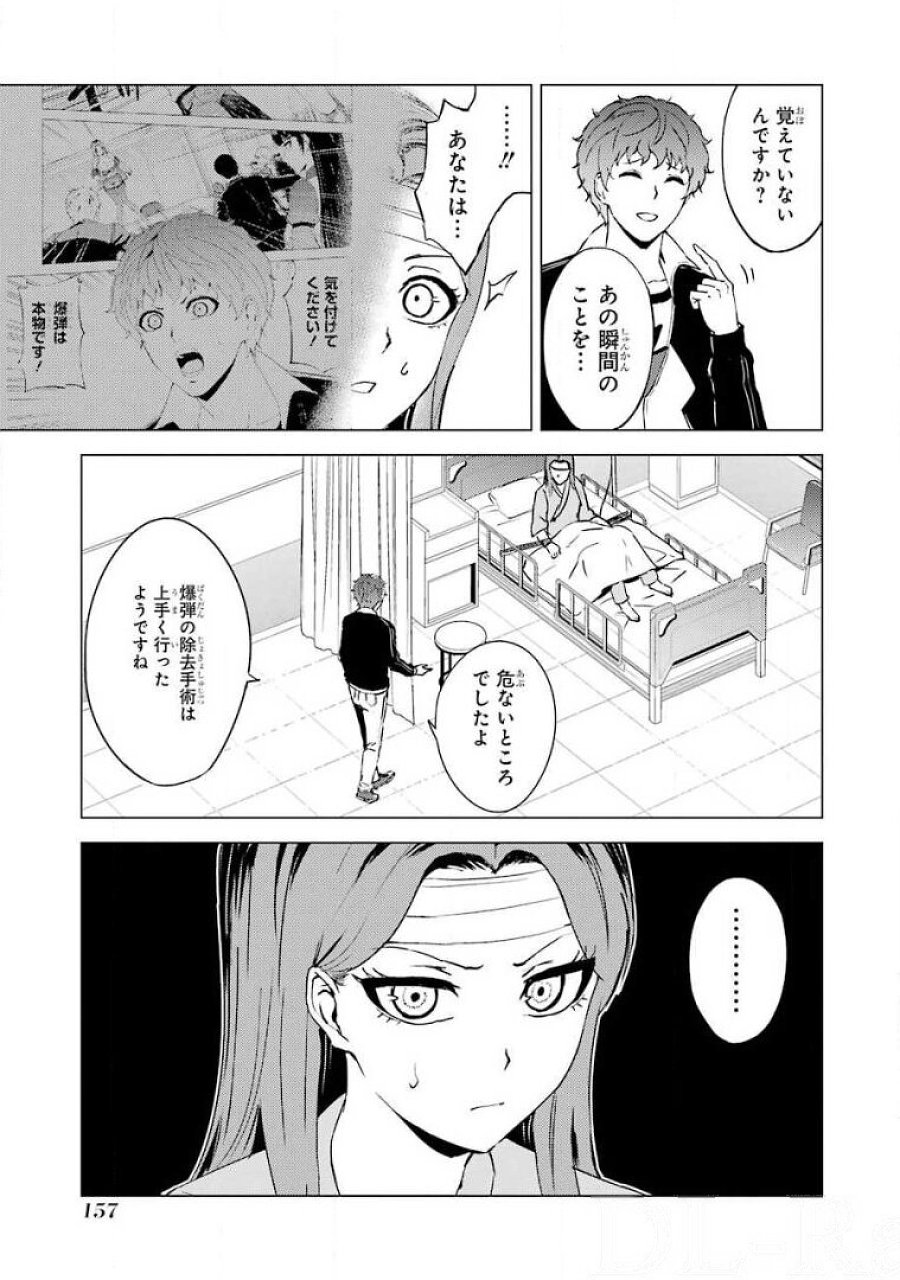 覚えていない
んですか?
あの瞬間の
ことを…
……!!
あなたは…
気を付けて
ください!
爆弾は
本物です!
危ないところ
でしたよ
爆弾の除去手術は
上手く行った
ようですね
………
157